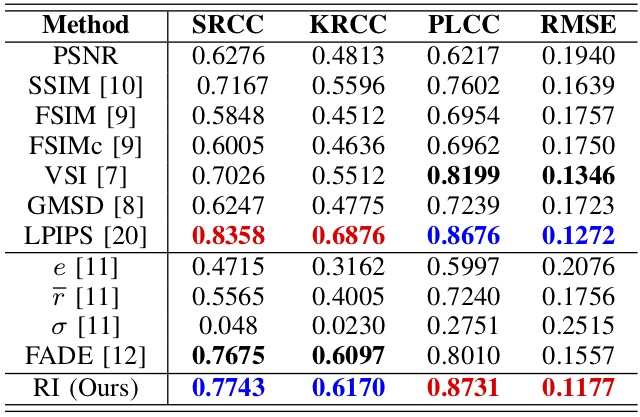 Method SRCC KRCC PLCC RMSE
PSNR 0.6276 0.4813 0.6217 0.1940
SSIM [10] 0.7167 0.5596 0.7602 0.1639
FSIM [9] 0.5848 0.4512 0.6954 0.1757
FSIMc [9] 0.6005 0.4636 0.6962 0.1750
VSI [7] 0.7026 0.5512 0.8199 0.1346
GMSD [8] 0.6247 0.4775 0.7239 0.1723
LPIPS [20] 0.8358 0.6876 0.8676 0.1272
e [11] 0.4715 0.3162 0.5997 0.2076
r̅ [11] 0.5565 0.4005 0.7240 0.1756
σ [11] 0.048 0.0230 0.2751 0.2515
FADE [12] 0.7675 0.6097 0.8010 0.1557
RI (Ours) 0.7743 0.6170 0.8731 0.1177